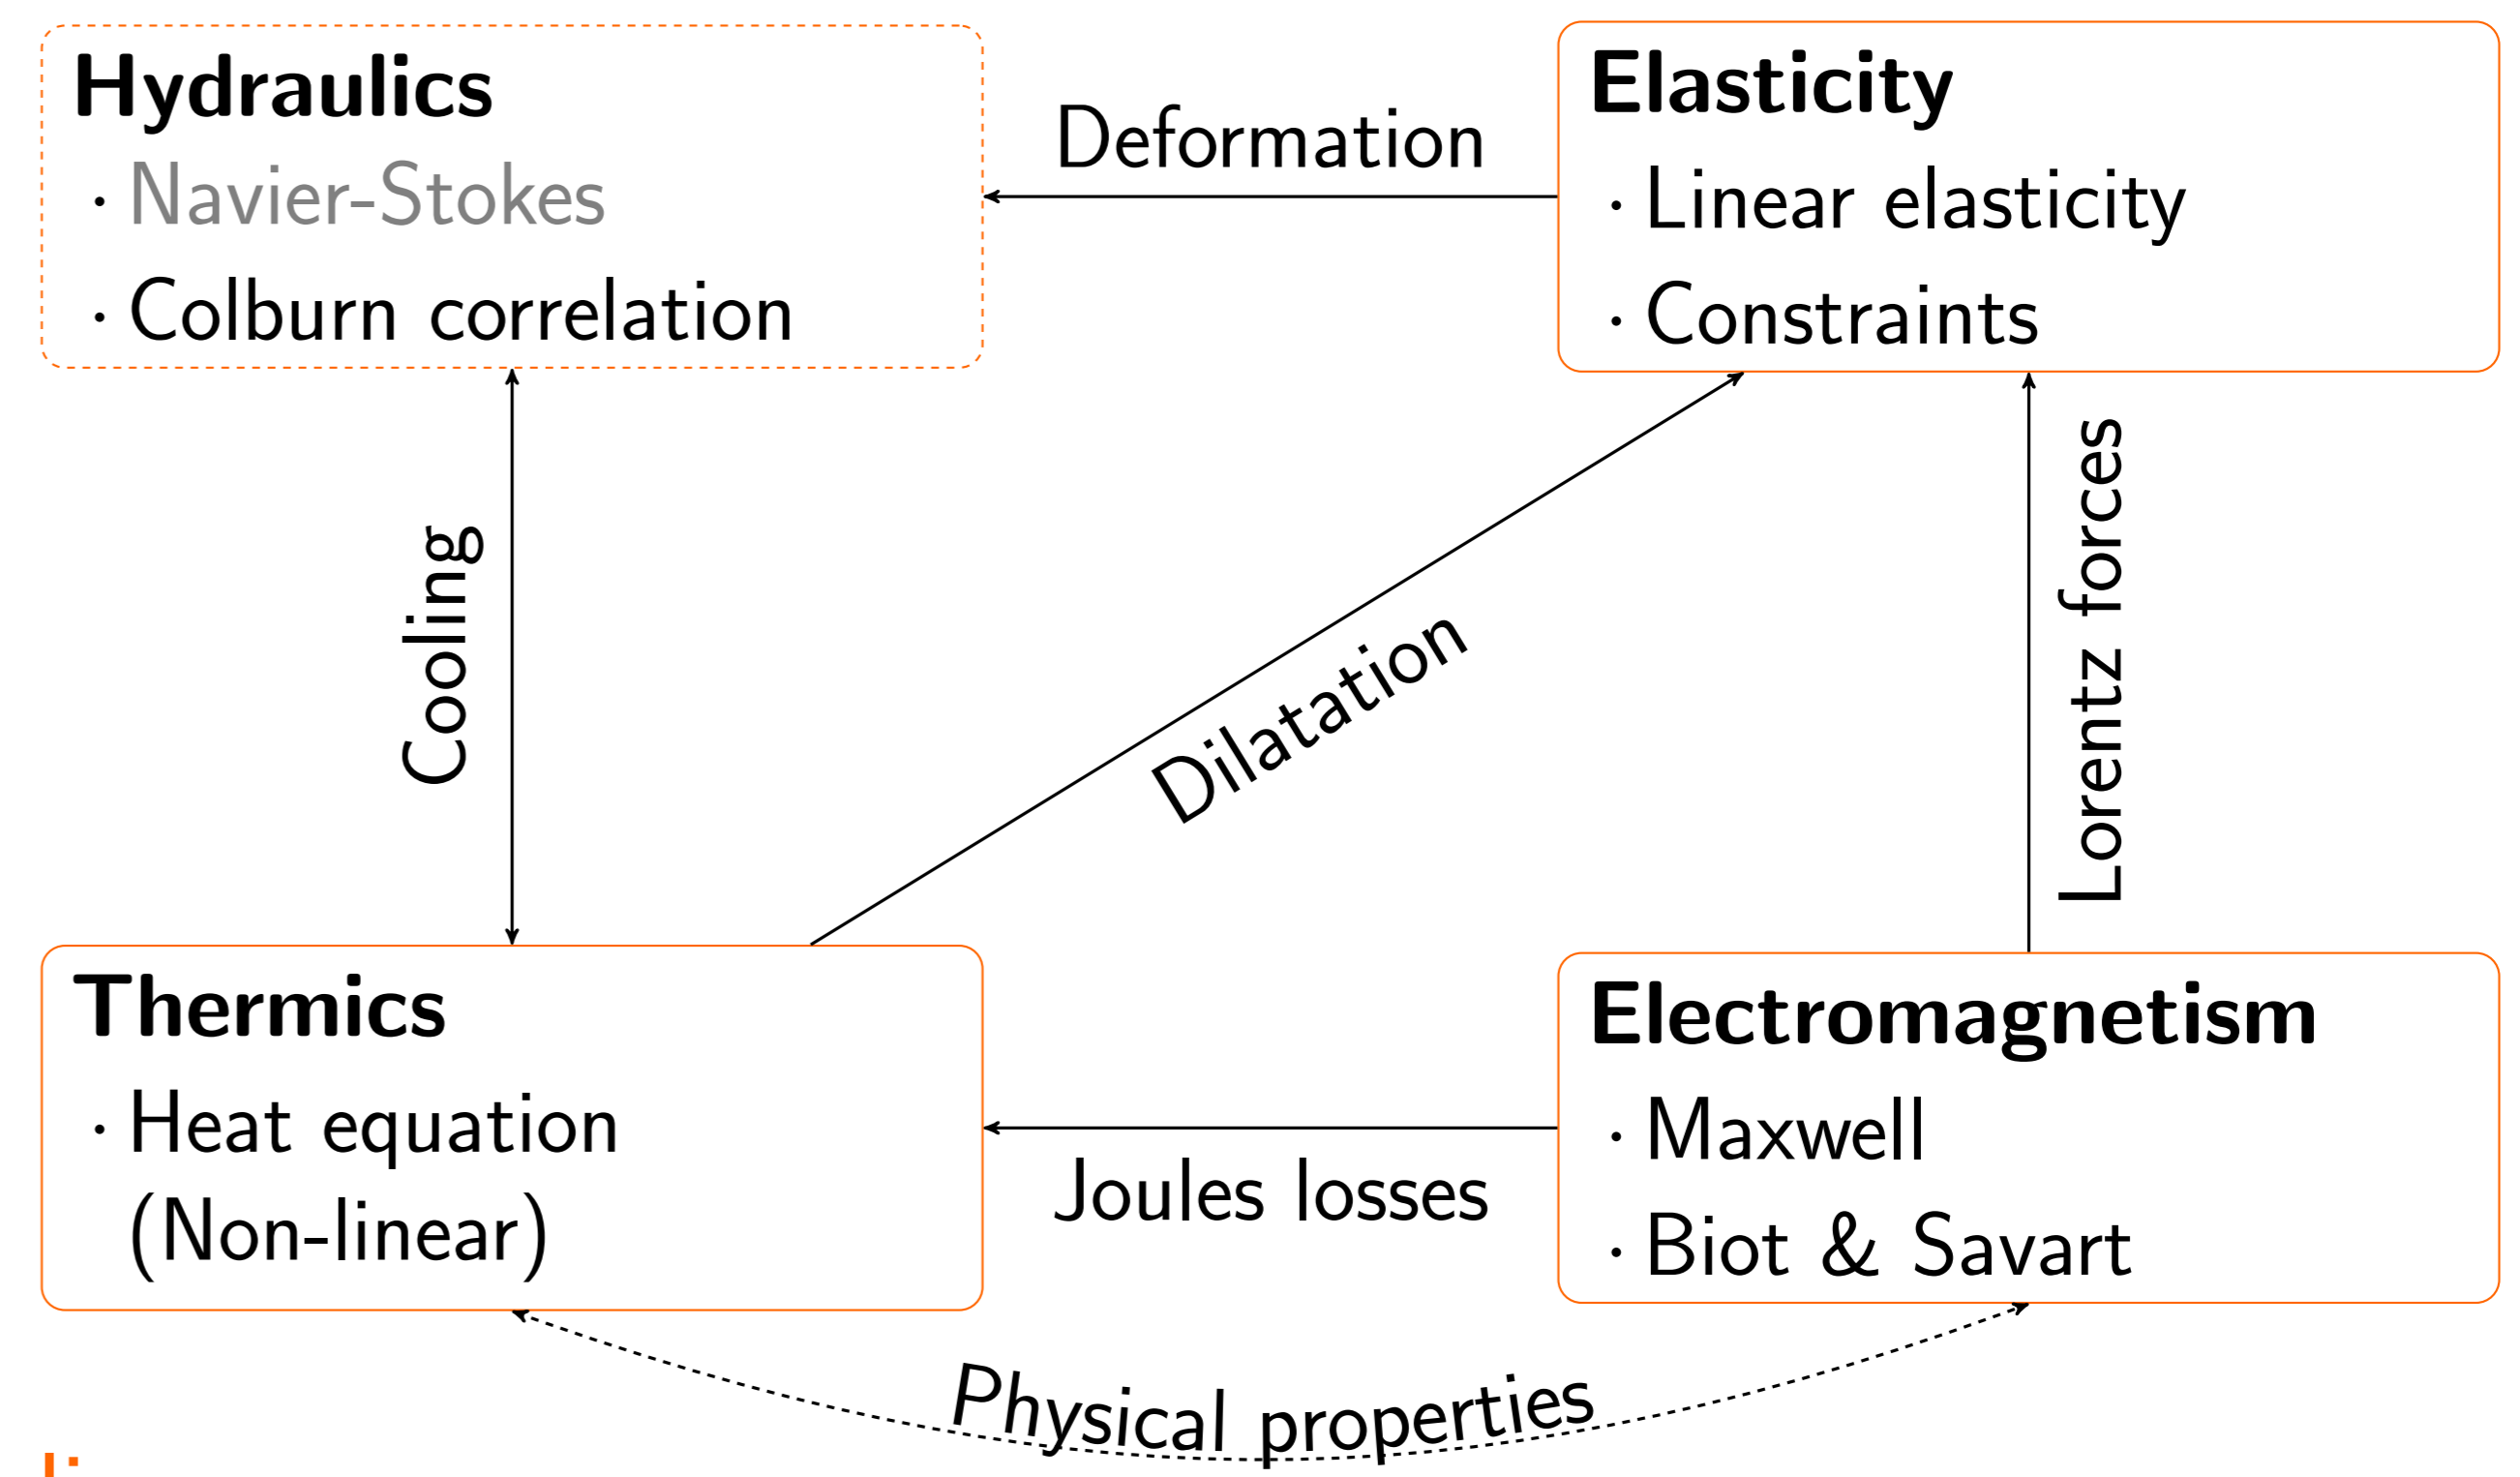 Hydraulics
· Navier-Stokes
· Colburn correlation
Deformation
Elasticity
· Linear elasticity
· Constraints
Cooling
Dilatation
Lorentz forces
Thermics
· Heat equation
(Non-linear)
Joules losses
Electromagnetism
· Maxwell
· Biot & Savart
Physical properties